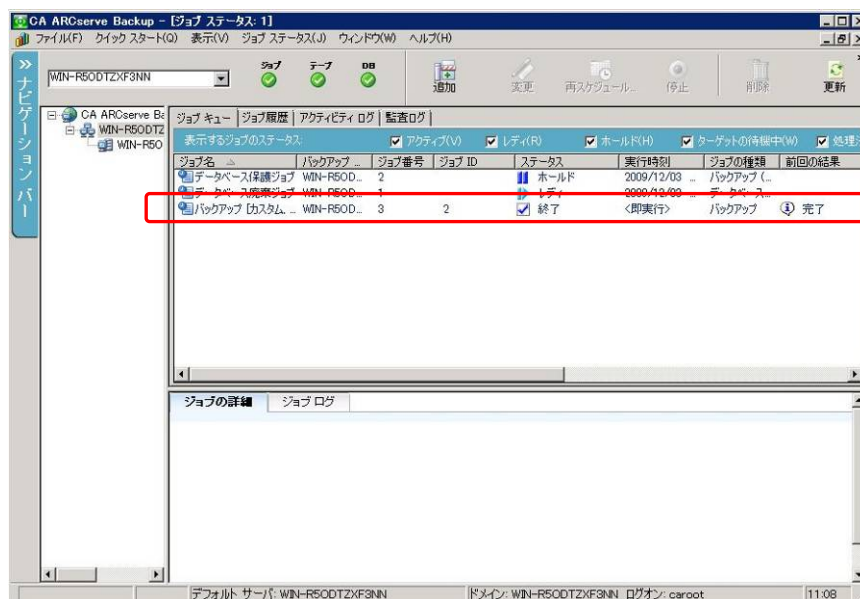 CA ARCserve Backup - [ジョブ ステータス: 1]
ファイル(F) クイック スタート(Q) 表示(V) ジョブ ステータス(J) ウィンドウ(W) ヘルプ(H)
WIN-R5ODTZXF3NN ジョブ テープ DB 追加 変更 再スケジュール... 停止 削除 更新
ナビゲーション バー
CA ARCserve Ba
WIN-R5ODTZ
WIN-R5O
ジョブ キュー ジョブ履歴 アクティビティ ログ 監査ログ
表示するジョブのステータス: アクティブ(V) レディ(R) ホールド(H) ターゲットの待機中(W) 処理
ジョブ名 バックアップ ... ジョブ番号 ジョブ ID ステータス 実行時刻 ジョブの種類 前回の結果
データベース保護ジョブ WIN-R5OD... 2 ホールド 2009/12/03 ... バックアップ (...
データベース廃棄ジョブ WIN-R5OD... 1 レディ 2009/12/03 ... データベース...
バックアップ [カスタム, ... WIN-R5OD... 3 2 終了 <即実行> バックアップ 完了
ジョブの詳細 ジョブ ログ
デフォルト サーバ: WIN-R5ODTZXF3NN ドメイン: WIN-R5ODTZXF3NN ログオン: caroot 11:08